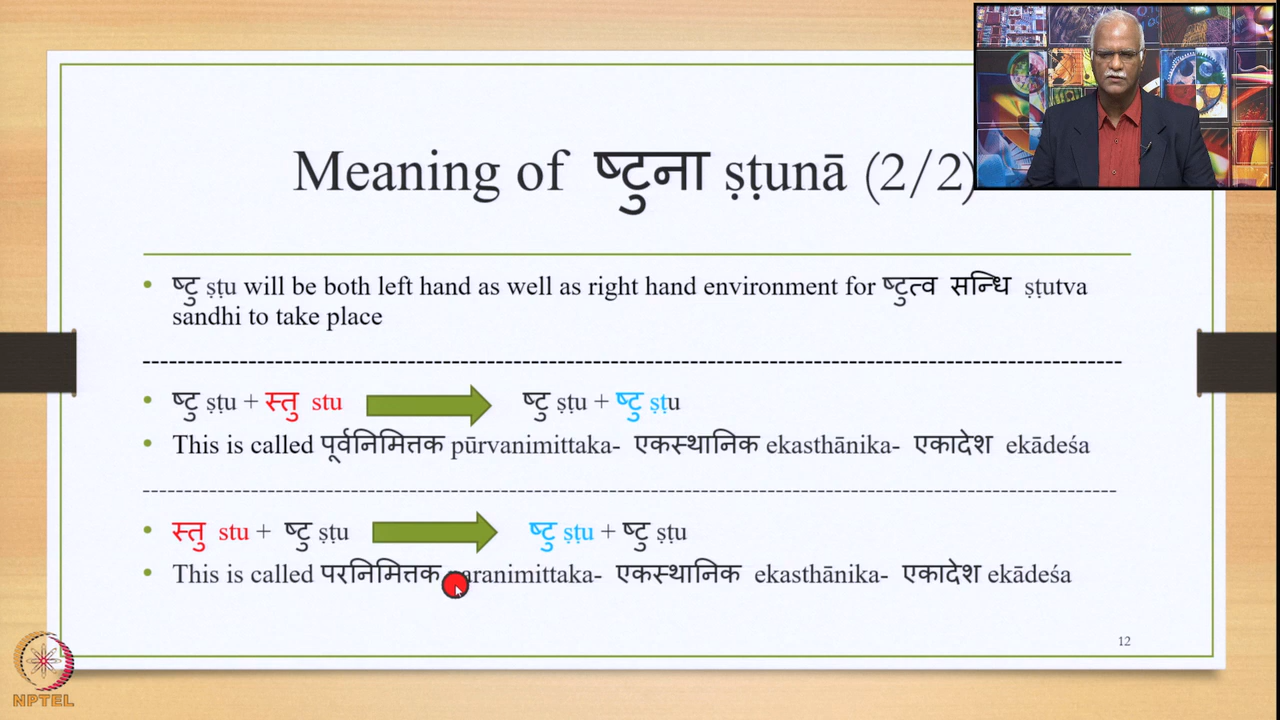 Meaning of ष्टुना ṣṭunā (2/2)
• ष्टु ṣṭu will be both left hand as well as right hand environment for ष्टुत्व सन्धि ṣṭutva
sandhi to take place
• ष्टु ṣṭu + स्तु stu ष्टु ṣṭu + ष्टु ṣṭu
• This is called पूर्वनिमित्तक pūrvanimittaka- एकस्थानिक ekasthānika- एकादेश ekādeśa
• स्तु stu + ष्टु ṣṭu ष्टु ṣṭu + ष्टु ṣṭu
• This is called परनिमित्तक paranimittaka- एकस्थानिक ekasthānika- एकादेश ekādeśa
12
NPTEL